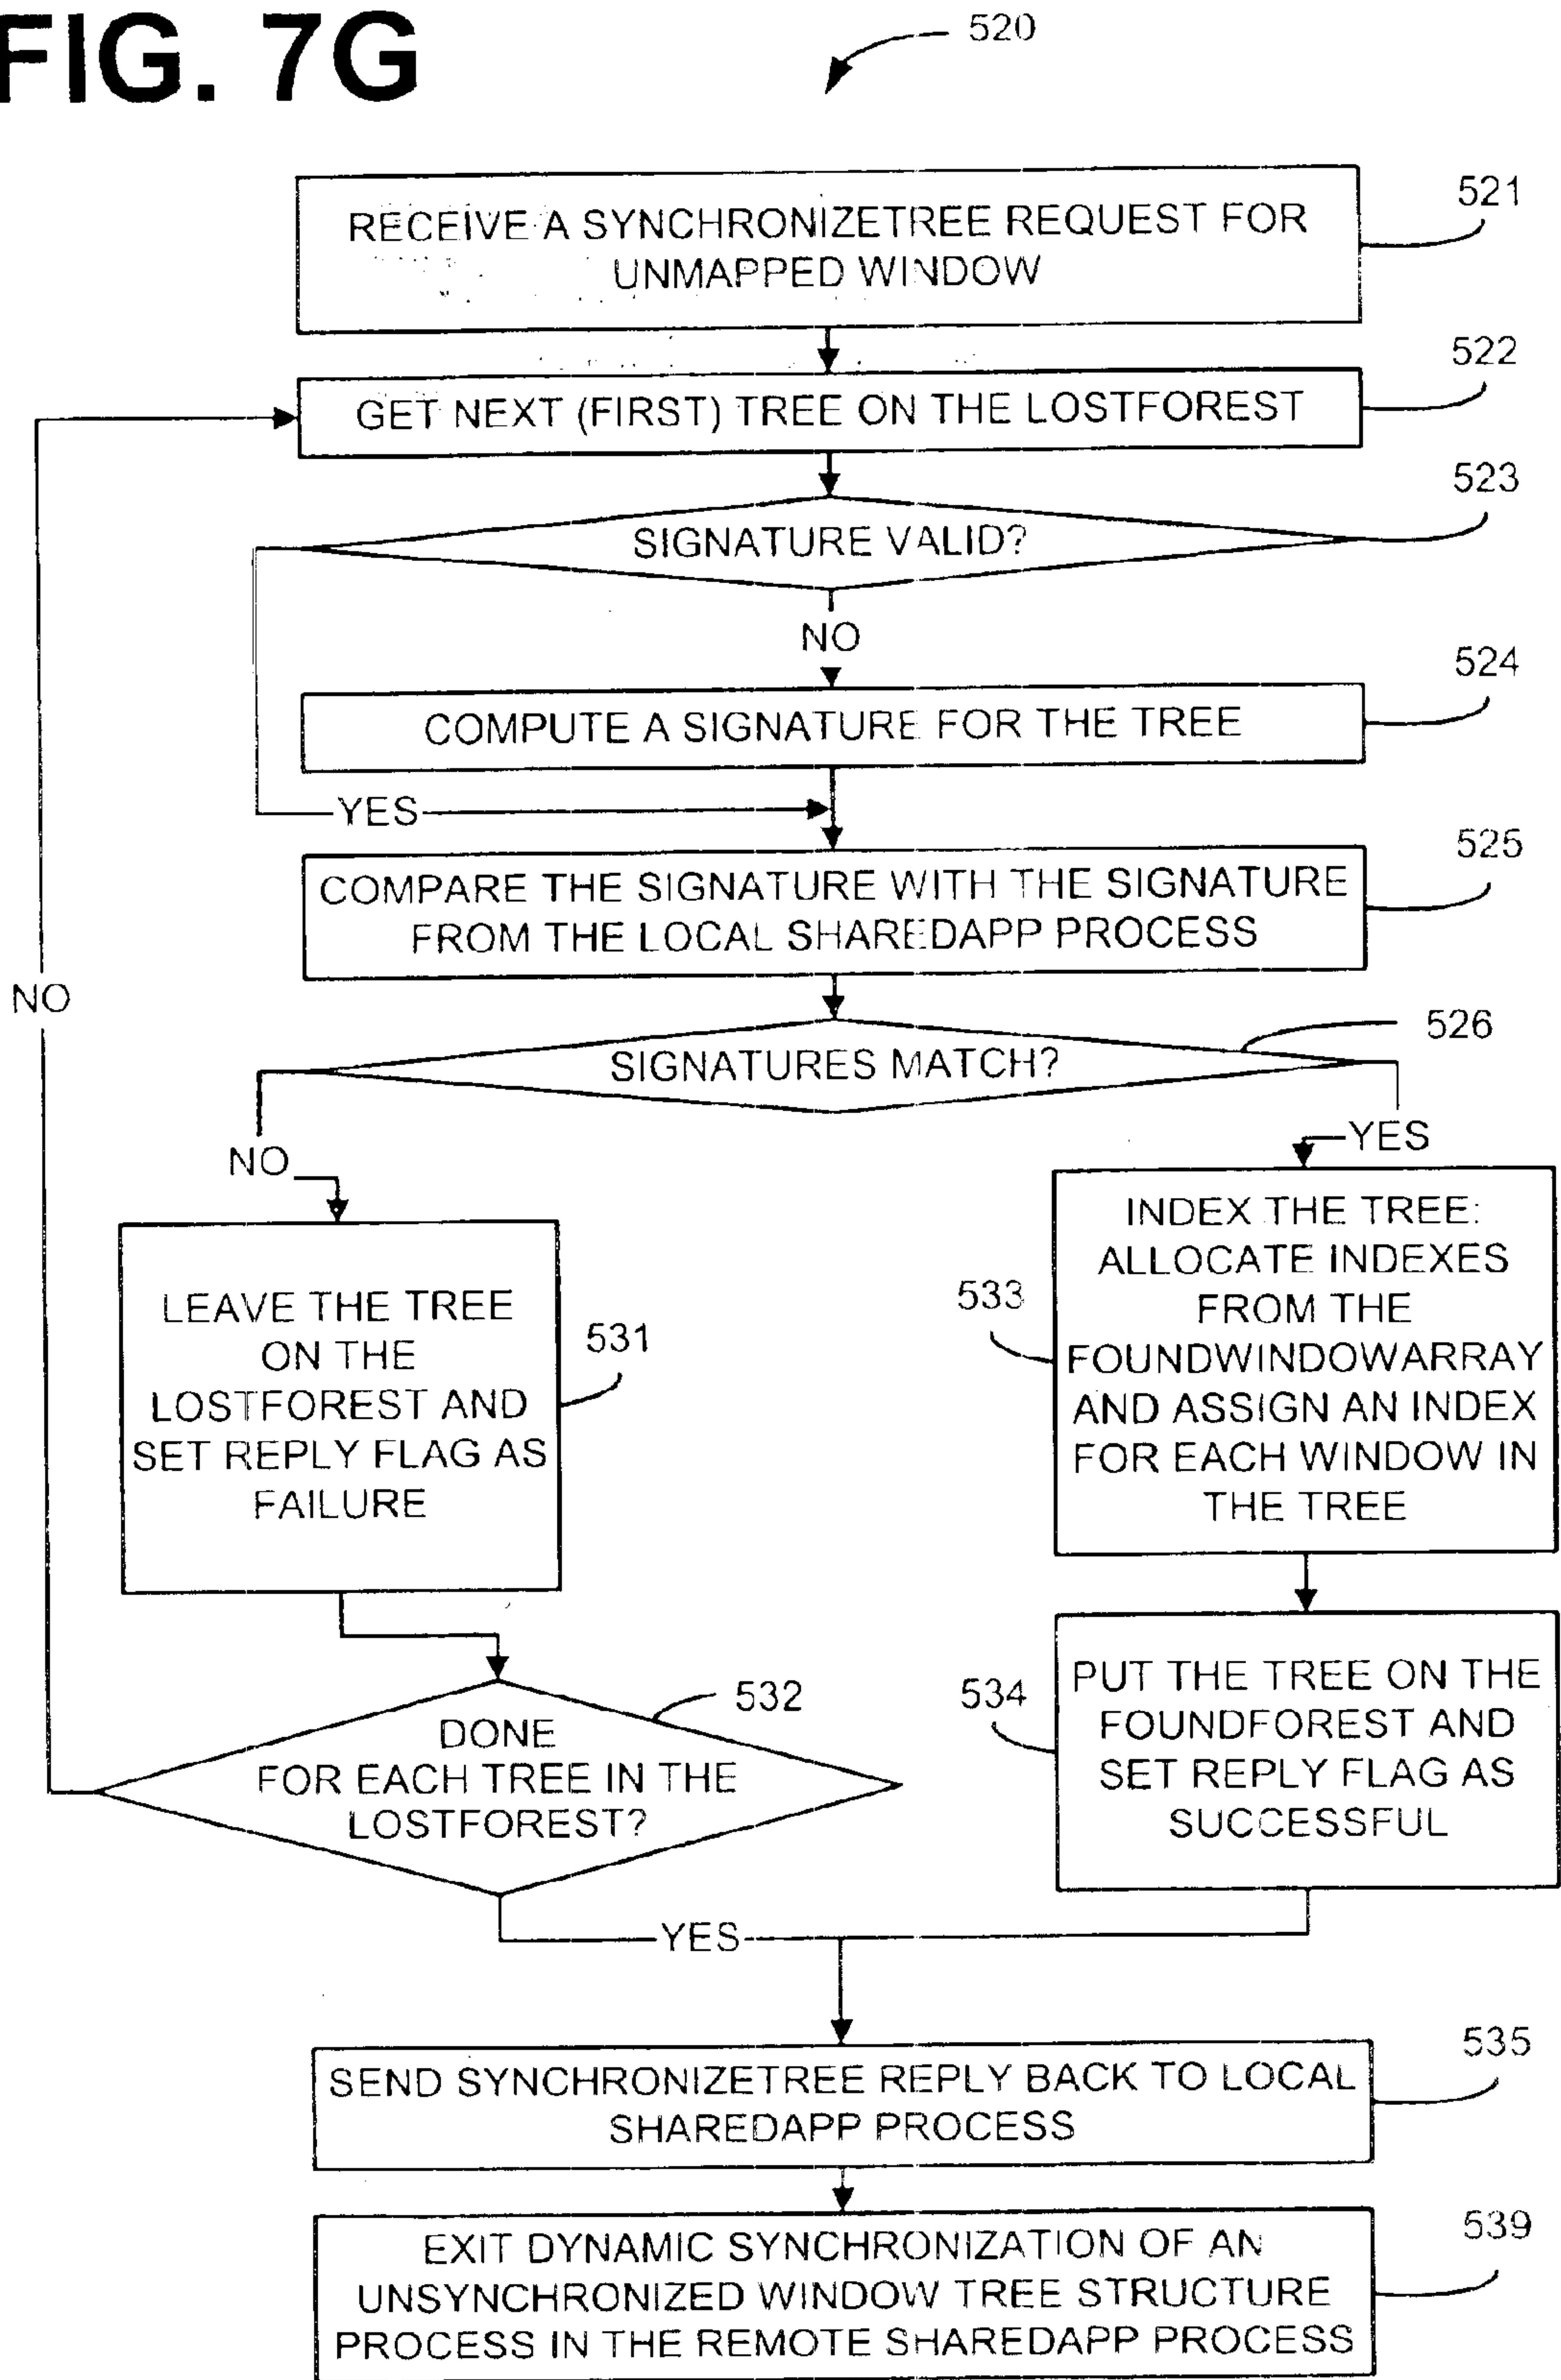 FIG. 7G
520
RECEIVE A SYNCHRONIZETREE REQUEST FOR
UNMAPPED WINDOW
521
GET NEXT (FIRST) TREE ON THE LOSTFOREST
522
SIGNATURE VALID?
523
NO
COMPUTE A SIGNATURE FOR THE TREE
524
YES
COMPARE THE SIGNATURE WITH THE SIGNATURE
FROM THE LOCAL SHAREDAPP PROCESS
525
NO
SIGNATURES MATCH?
526
NO
YES
LEAVE THE TREE
ON THE
LOSTFOREST AND
SET REPLY FLAG AS
FAILURE
531
533
INDEX THE TREE:
ALLOCATE INDEXES
FROM THE
FOUNDWINDOWARRAY
AND ASSIGN AN INDEX
FOR EACH WINDOW IN
THE TREE
DONE
FOR EACH TREE IN THE
LOSTFOREST?
532
534
PUT THE TREE ON THE
FOUNDFOREST AND
SET REPLY FLAG AS
SUCCESSFUL
YES
SEND SYNCHRONIZETREE REPLY BACK TO LOCAL
SHAREDAPP PROCESS
535
EXIT DYNAMIC SYNCHRONIZATION OF AN
UNSYNCHRONIZED WINDOW TREE STRUCTURE
PROCESS IN THE REMOTE SHAREDAPP PROCESS
539